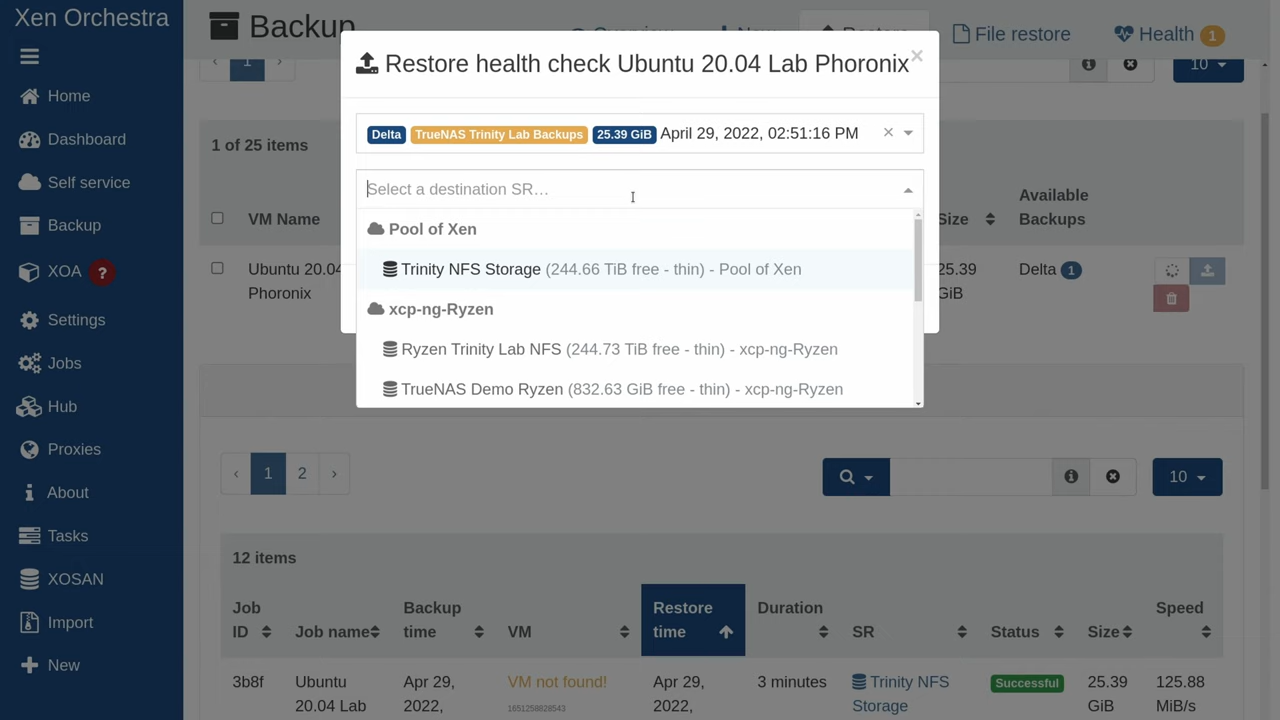 Xen Orchestra
Home
Dashboard
Self service
Backup
XOA ?
Settings
Jobs
Hub
Proxies
About
Tasks
XOSAN
Import
New
Backup
File restore
Health 1
‹ 1 ›
10
1 of 25 items
VM Name
Size
Available
Backups
Ubuntu 20.04
Phoronix
25.39
GiB
Delta 1
Restore health check Ubuntu 20.04 Lab Phoronix ×
Delta TrueNAS Trinity Lab Backups 25.39 GiB April 29, 2022, 02:51:16 PM ×
Select a destination SR…
Pool of Xen
Trinity NFS Storage (244.66 TiB free - thin) - Pool of Xen
xcp-ng-Ryzen
Ryzen Trinity Lab NFS (244.73 TiB free - thin) - xcp-ng-Ryzen
TrueNAS Demo Ryzen (832.63 GiB free - thin) - xcp-ng-Ryzen
‹ 1 2 ›
10
12 items
Job
ID
Job name
Backup
time
VM
Restore
time
Duration
SR
Status
Size
Speed
3b8f
Ubuntu
20.04 Lab
Apr 29,
2022,
VM not found!
1651258828543
Apr 29,
2022,
3 minutes
Trinity NFS
Storage
Successful
25.39
GiB
125.88
MiB/s